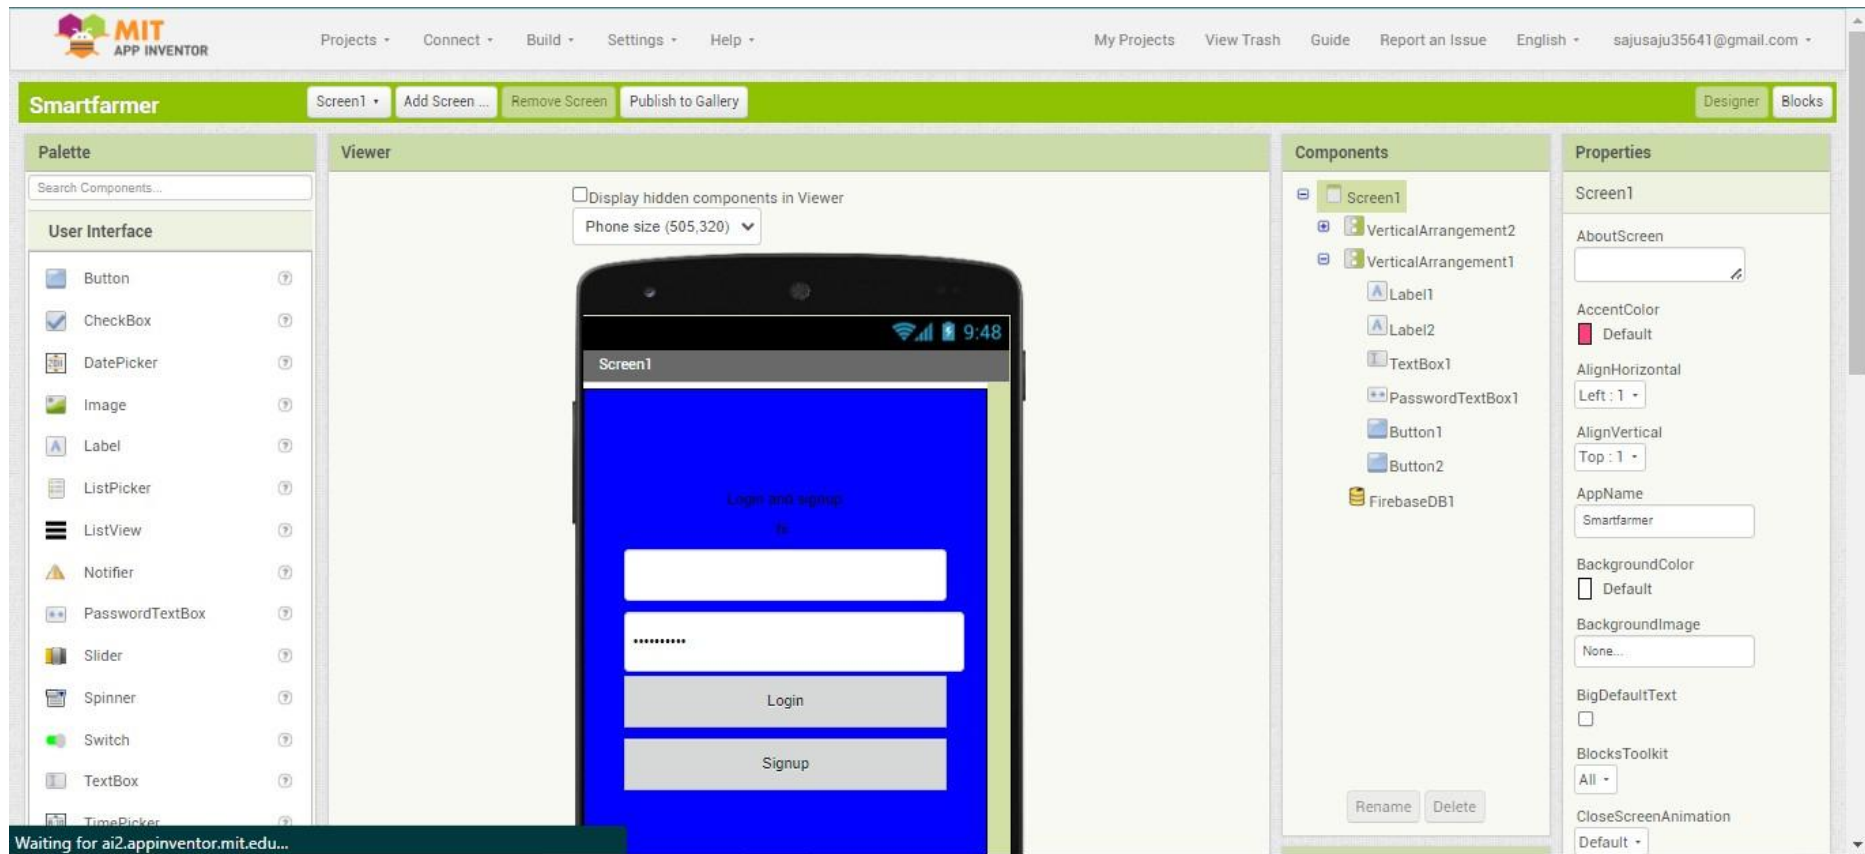 MIT
APP INVENTOR
Projects
Connect
Build
Settings
Help
My Projects
View Trash
Guide
Report an Issue
English
sajusaju35641@gmail.com
Smartfarmer
Screen1
Add Screen ...
Remove Screen
Publish to Gallery
Designer
Blocks
Palette
Search Components...
User Interface
Button
CheckBox
DatePicker
Image
Label
ListPicker
ListView
Notifier
PasswordTextBox
Slider
Spinner
Switch
TextBox
TimePicker
Waiting for ai2.appinventor.mit.edu...
Viewer
Display hidden components in Viewer
Phone size (505,320)
9:48
Screen1
Login and signup
••••••••••
Login
Signup
Components
Screen1
VerticalArrangement2
VerticalArrangement1
Label1
Label2
TextBox1
PasswordTextBox1
Button1
Button2
FirebaseDB1
Rename
Delete
Properties
Screen1
AboutScreen
AccentColor
Default
AlignHorizontal
Left : 1
AlignVertical
Top : 1
AppName
Smartfarmer
BackgroundColor
Default
BackgroundImage
None...
BigDefaultText
BlocksToolkit
All
CloseScreenAnimation
Default